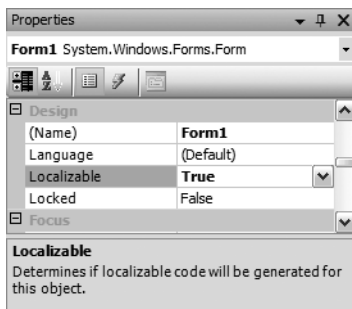 Properties
Form1 System.Windows.Forms.Form
Design
(Name) Form1
Language (Default)
Localizable True
Locked False
Focus
Localizable
Determines if localizable code will be generated for
this object.